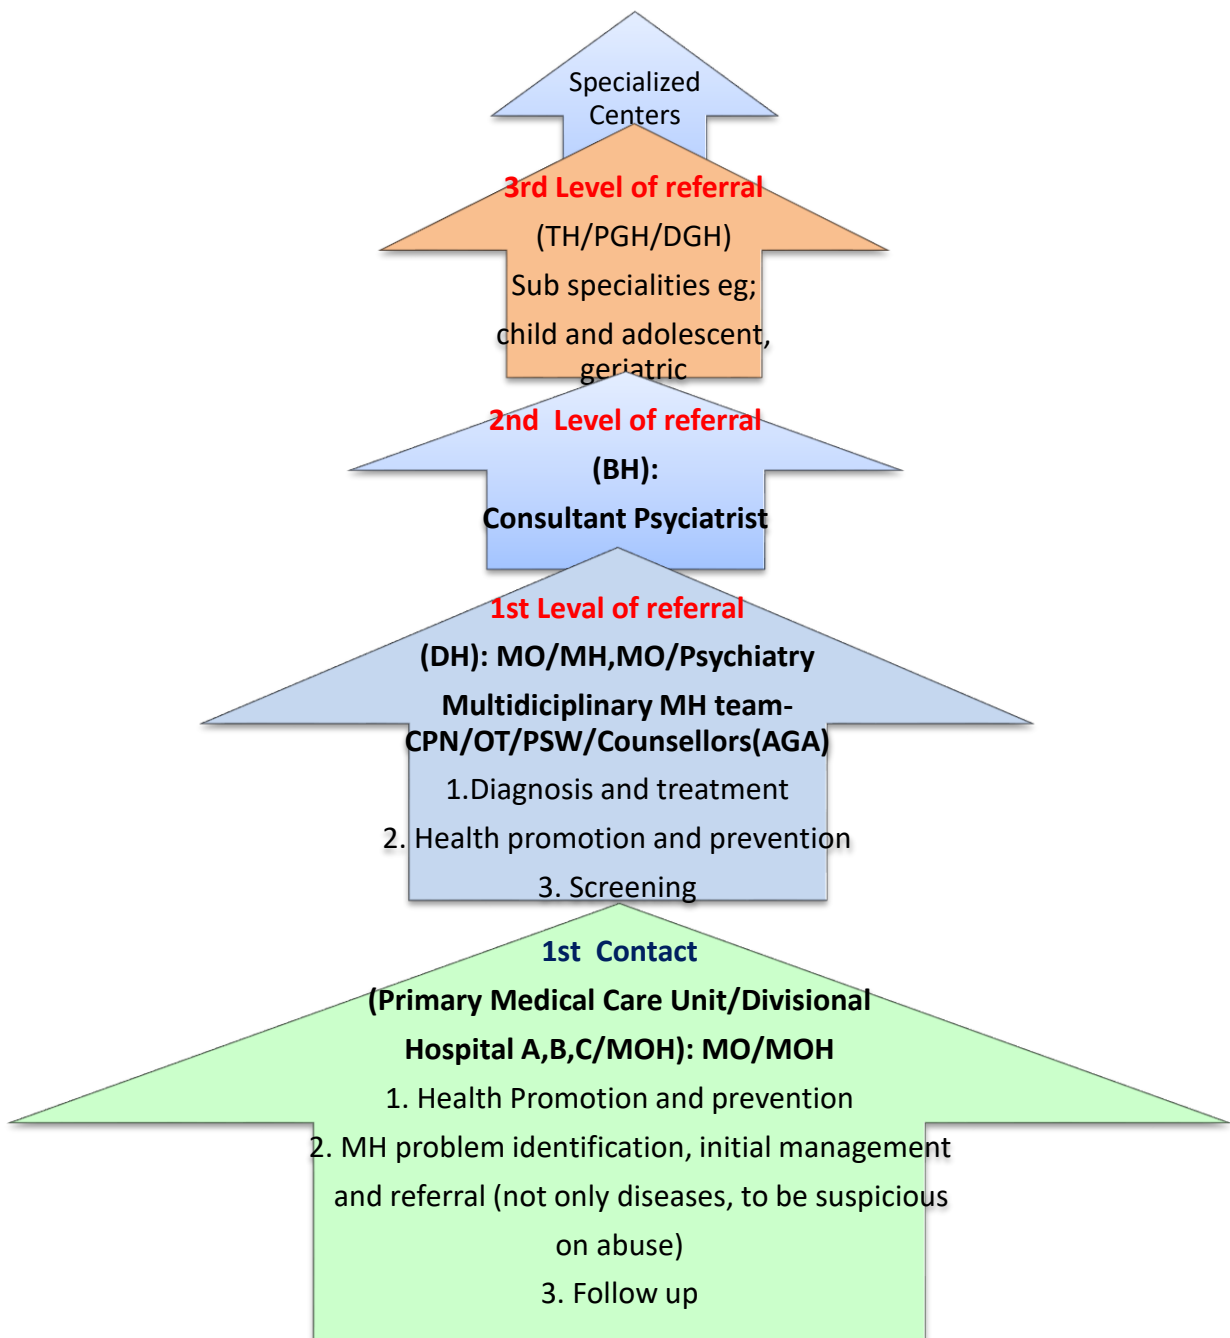 Specialized
Centers
3rd Level of referral
(TH/PGH/DGH)
Sub specialities eg;
child and adolescent,
geriatric
2nd  Level of referral
(BH):
Consultant Psyciatrist
1st Leval of referral
(DH): MO/MH,MO/Psychiatry
Multidiciplinary MH team-
CPN/OT/PSW/Counsellors(AGA)
1.Diagnosis and treatment
2. Health promotion and prevention
3. Screening
1st  Contact
(Primary Medical Care Unit/Divisional
Hospital A,B,C/MOH): MO/MOH
1. Health Promotion and prevention
2. MH problem identification, initial management
and referral (not only diseases, to be suspicious
on abuse)
3. Follow up